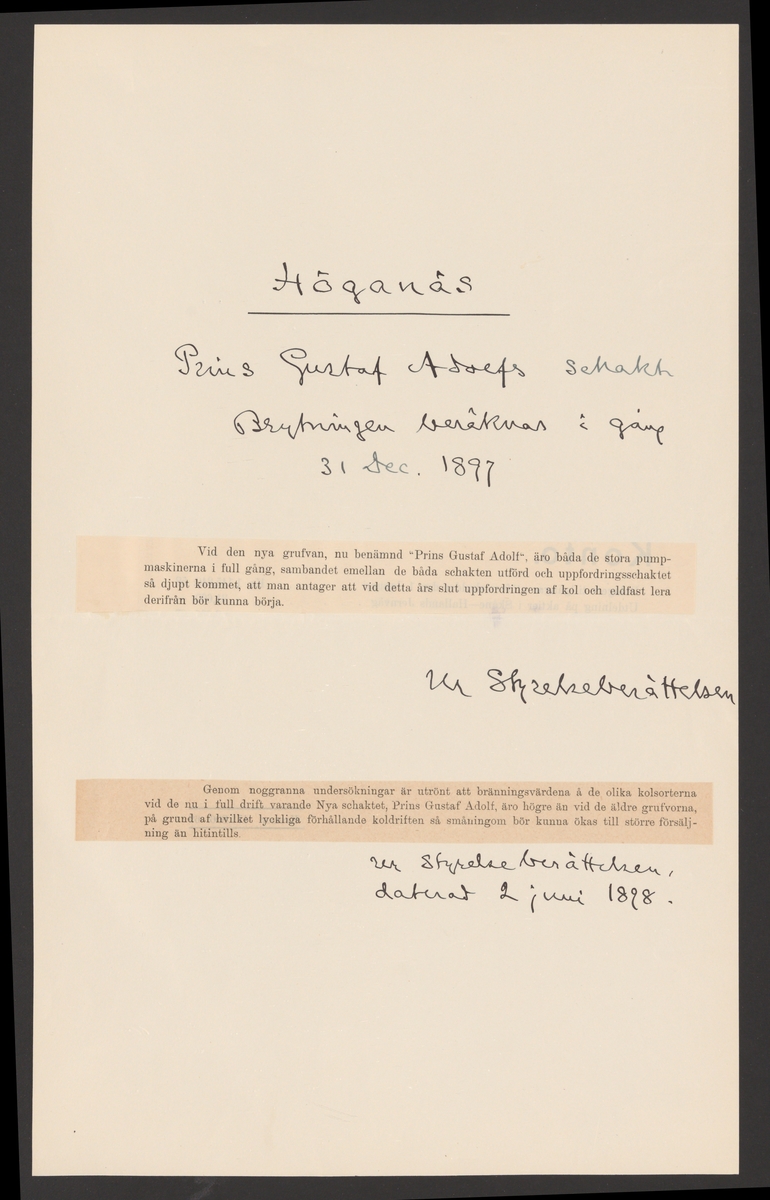 Höganäs
Prins Gustaf Adolfs schakt
Brytningen beräknas i gång
31 Dec. 1897
Vid den nya grufvan, nu benämnd "Prins Gustaf Adolf", äro båda de stora pump-
maskinerna i full gång, sambandet emellan de båda schakten utförd och uppfordringsschaktet
så djupt kommet, att man antager att vid detta års slut uppfordringen af kol och eldfast lera
derifrån bör kunna börja.
Ur Styrelseberättelsen
Genom noggranna undersökningar är utrönt att bränningsvärdena å de olika kolsorterna
vid de nu i full drift varande Nya schaktet, Prins Gustaf Adolf, äro högre än vid de äldre grufvorna,
på grund af hvilket lyckliga förhållande koldriften så småningom bör kunna ökas till större försälj-
ning än hitintills.
ur Styrelseberättelsen,
daterad 2 juni 1898.